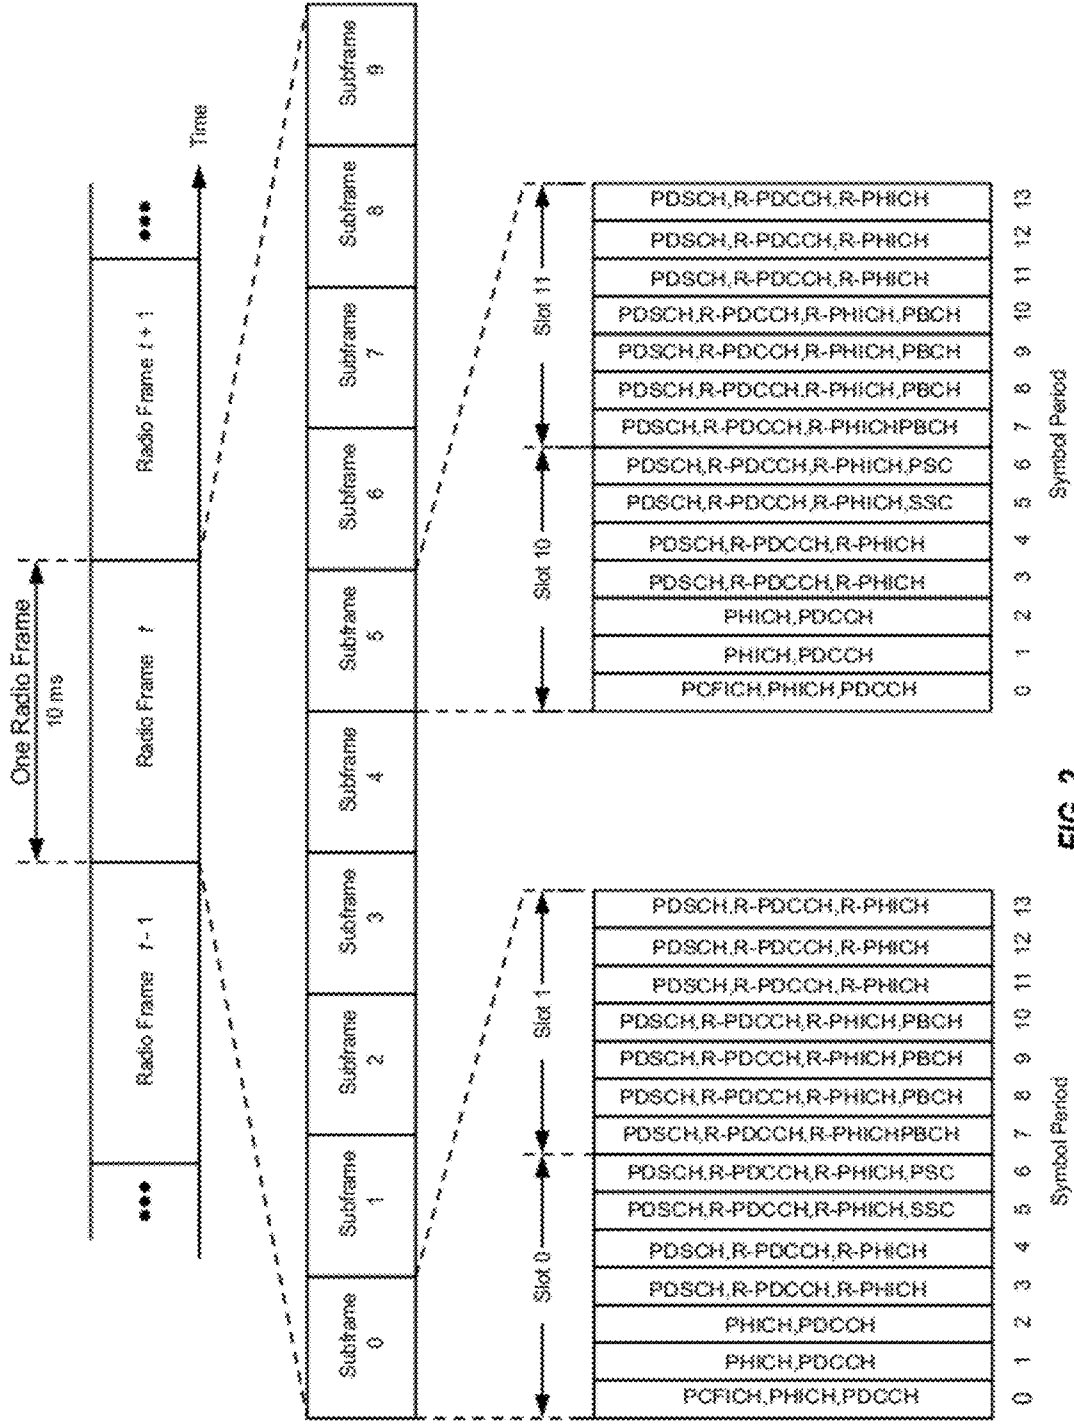 One Radio Frame
10 ms
Radio Frame t-1
Radio Frame t
Radio Frame t+1
Time
Subframe
0
Subframe
1
Subframe
2
Subframe
3
Subframe
4
Subframe
5
Subframe
6
Subframe
7
Subframe
8
Subframe
9
Slot 0
Slot 1
PCFICH,PHICH,PDCCH
PHICH,PDCCH
PHICH,PDCCH
PDSCH,R-PDCCH,R-PHICH
PDSCH,R-PDCCH,R-PHICH
PDSCH,R-PDCCH,R-PHICH,SSC
PDSCH,R-PDCCH,R-PHICH,PSC
PDSCH,R-PDCCH,R-PHICHPBCH
PDSCH,R-PDCCH,R-PHICH,PBCH
PDSCH,R-PDCCH,R-PHICH,PBCH
PDSCH,R-PDCCH,R-PHICH,PBCH
PDSCH,R-PDCCH,R-PHICH
PDSCH,R-PDCCH,R-PHICH
PDSCH,R-PDCCH,R-PHICH
0 1 2 3 4 5 6 7 8 9 10 11 12 13
Symbol Period
Slot 10
Slot 11
PCFICH,PHICH,PDCCH
PHICH,PDCCH
PHICH,PDCCH
PDSCH,R-PDCCH,R-PHICH
PDSCH,R-PDCCH,R-PHICH
PDSCH,R-PDCCH,R-PHICH,SSC
PDSCH,R-PDCCH,R-PHICH,PSC
PDSCH,R-PDCCH,R-PHICHPBCH
PDSCH,R-PDCCH,R-PHICH,PBCH
PDSCH,R-PDCCH,R-PHICH,PBCH
PDSCH,R-PDCCH,R-PHICH,PBCH
PDSCH,R-PDCCH,R-PHICH
PDSCH,R-PDCCH,R-PHICH
PDSCH,R-PDCCH,R-PHICH
0 1 2 3 4 5 6 7 8 9 10 11 12 13
Symbol Period
FIG. 2